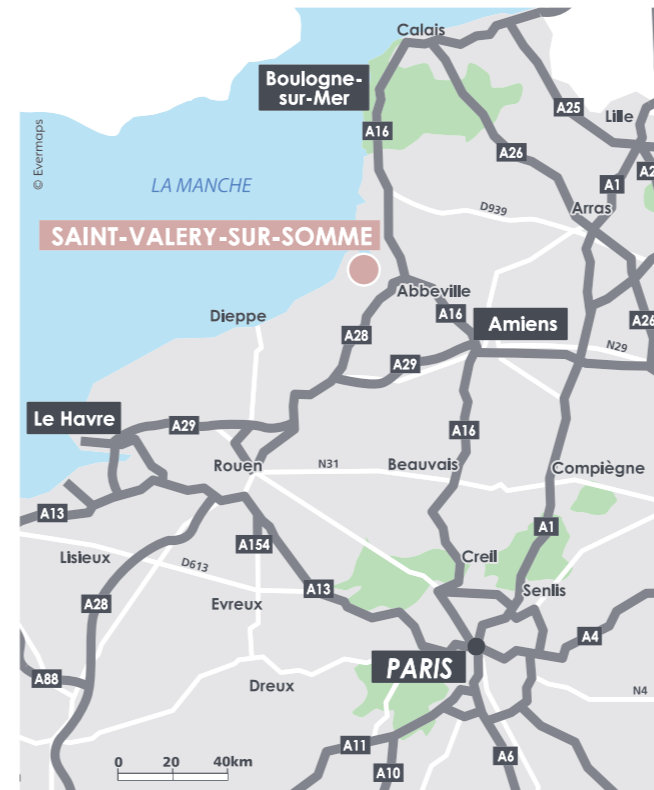 Calais
Boulogne-
sur-Mer
A25
Lille
A16
A26
© Evermaps
A1
LA MANCHE
D939
Arras
SAINT-VALERY-SUR-SOMME
Abbeville
Dieppe
A16
Amiens
A26
A28
N29
A29
Le Havre
A29
A16
Rouen
N31
Beauvais
Compiègne
A13
A1
A154
Lisieux
D613
Creil
A13
Senlis
A28
Evreux
A4
PARIS
A88
Dreux
N4
A11
A6
0 20 40km
A10